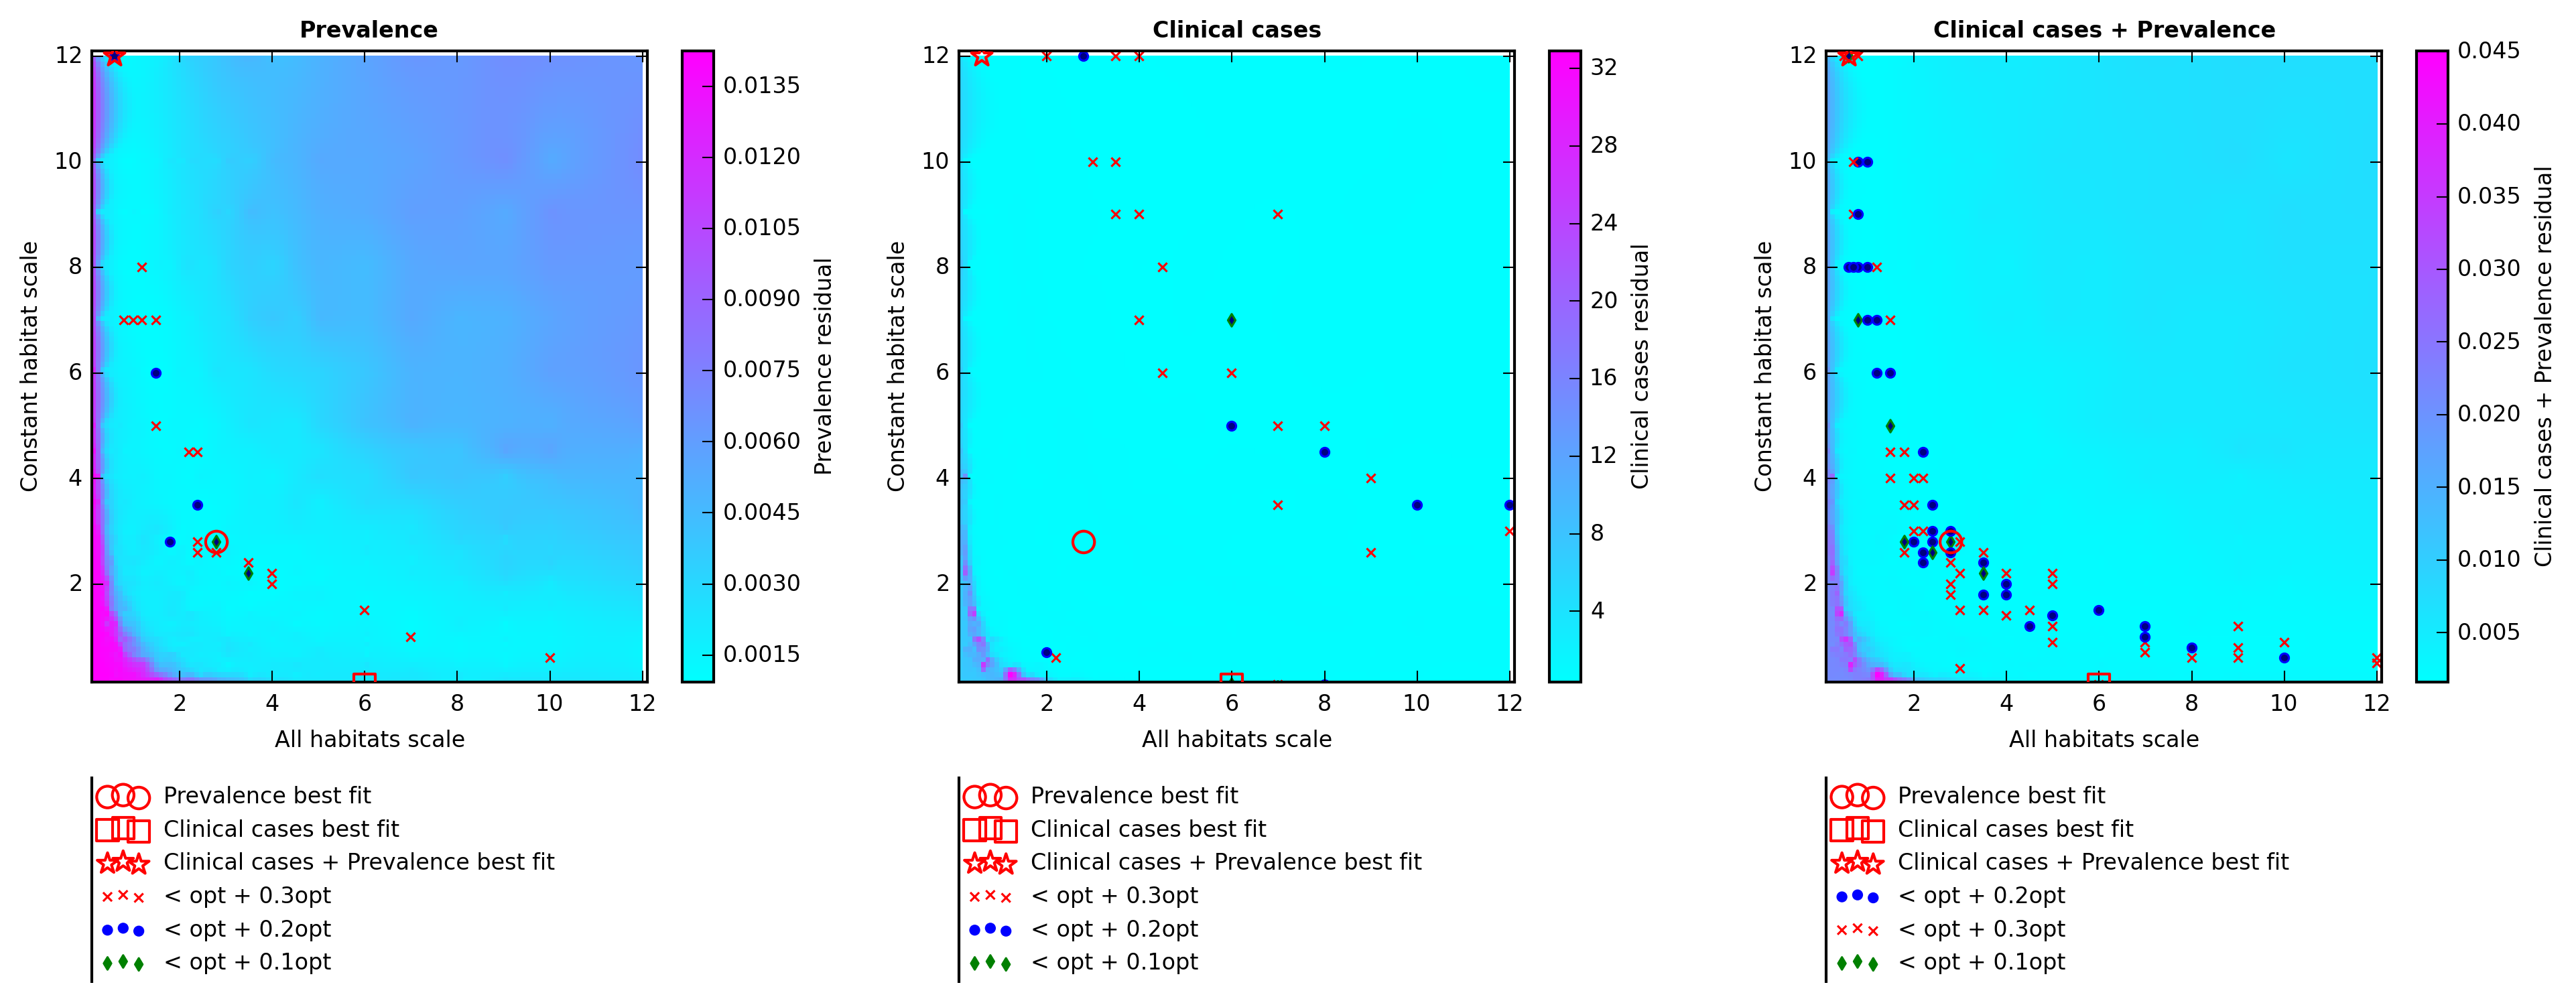 Prevalence
Constant habitat scale
12
10
8
6
4
2
2
4
6
8
10
12
All habitats scale
0.0135
0.0120
0.0105
0.0090
0.0075
0.0060
0.0045
0.0030
0.0015
Prevalence residual
Prevalence best fit
Clinical cases best fit
Clinical cases + Prevalence best fit
< opt + 0.3opt
< opt + 0.2opt
< opt + 0.1opt
Clinical cases
Constant habitat scale
12
10
8
6
4
2
2
4
6
8
10
12
All habitats scale
32
28
24
20
16
12
8
4
Clinical cases residual
Prevalence best fit
Clinical cases best fit
Clinical cases + Prevalence best fit
< opt + 0.3opt
< opt + 0.2opt
< opt + 0.1opt
Clinical cases + Prevalence
Constant habitat scale
12
10
8
6
4
2
2
4
6
8
10
12
All habitats scale
0.045
0.040
0.035
0.030
0.025
0.020
0.015
0.010
0.005
Clinical cases + Prevalence residual
Prevalence best fit
Clinical cases best fit
Clinical cases + Prevalence best fit
< opt + 0.2opt
< opt + 0.3opt
< opt + 0.1opt